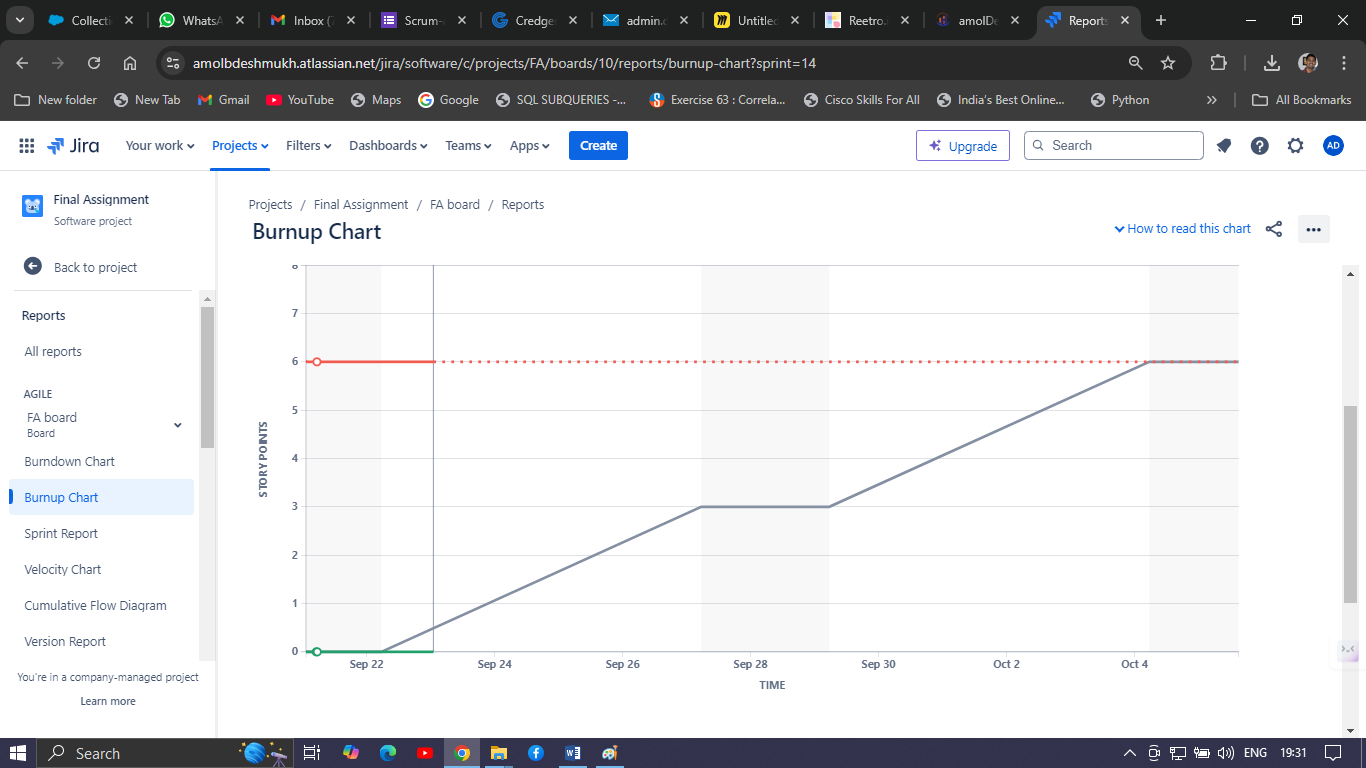 Collecti
WhatsA
Inbox (7
Scrum-
Credger
admin.c
Untitlec
Reetro.i
amolDe
Reports
amolbdeshmukh.atlassian.net/jira/software/c/projects/FA/boards/10/reports/burnup-chart?sprint=14
New folder
New Tab
Gmail
YouTube
Maps
Google
SQL SUBQUERIES -...
Exercise 63 : Correla...
Cisco Skills For All
India's Best Online...
Python
»
All Bookmarks
Jira
Your work
Projects
Filters
Dashboards
Teams
Apps
Create
Upgrade
Search
AD
Final Assignment
Software project
Back to project
Reports
All reports
AGILE
FA board
Board
Burndown Chart
Burnup Chart
Sprint Report
Velocity Chart
Cumulative Flow Diagram
Version Report
You're in a company-managed project
Learn more
Projects / Final Assignment / FA board / Reports
Burnup Chart
How to read this chart
STORY POINTS
8
7
6
5
4
3
2
1
0
Sep 22
Sep 24
Sep 26
Sep 28
Sep 30
Oct 2
Oct 4
TIME
Search
ENG
19:31